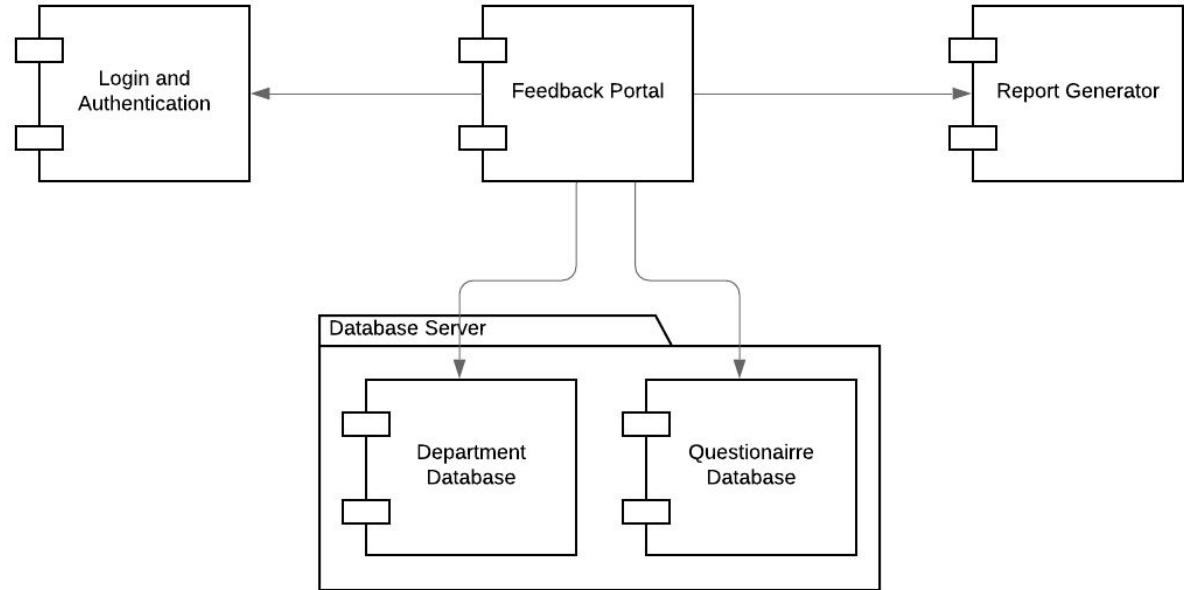 Login and
Authentication
Feedback Portal
Report Generator
Database Server
Department
Database
Questionairre
Database